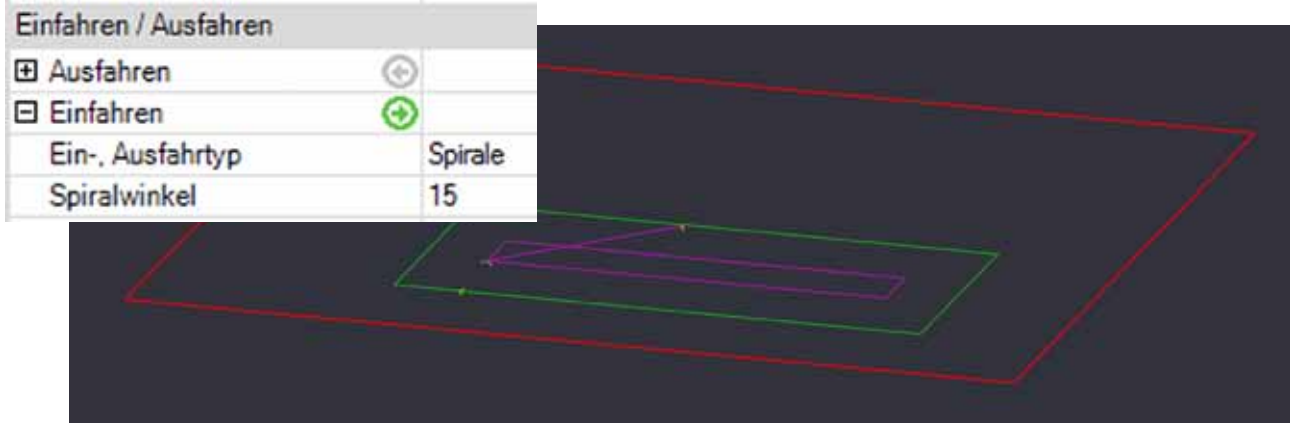 Einfahren / Ausfahren
Ausfahren
Einfahren
Ein-, Ausfahrtyp Spirale
Spiralwinkel 15